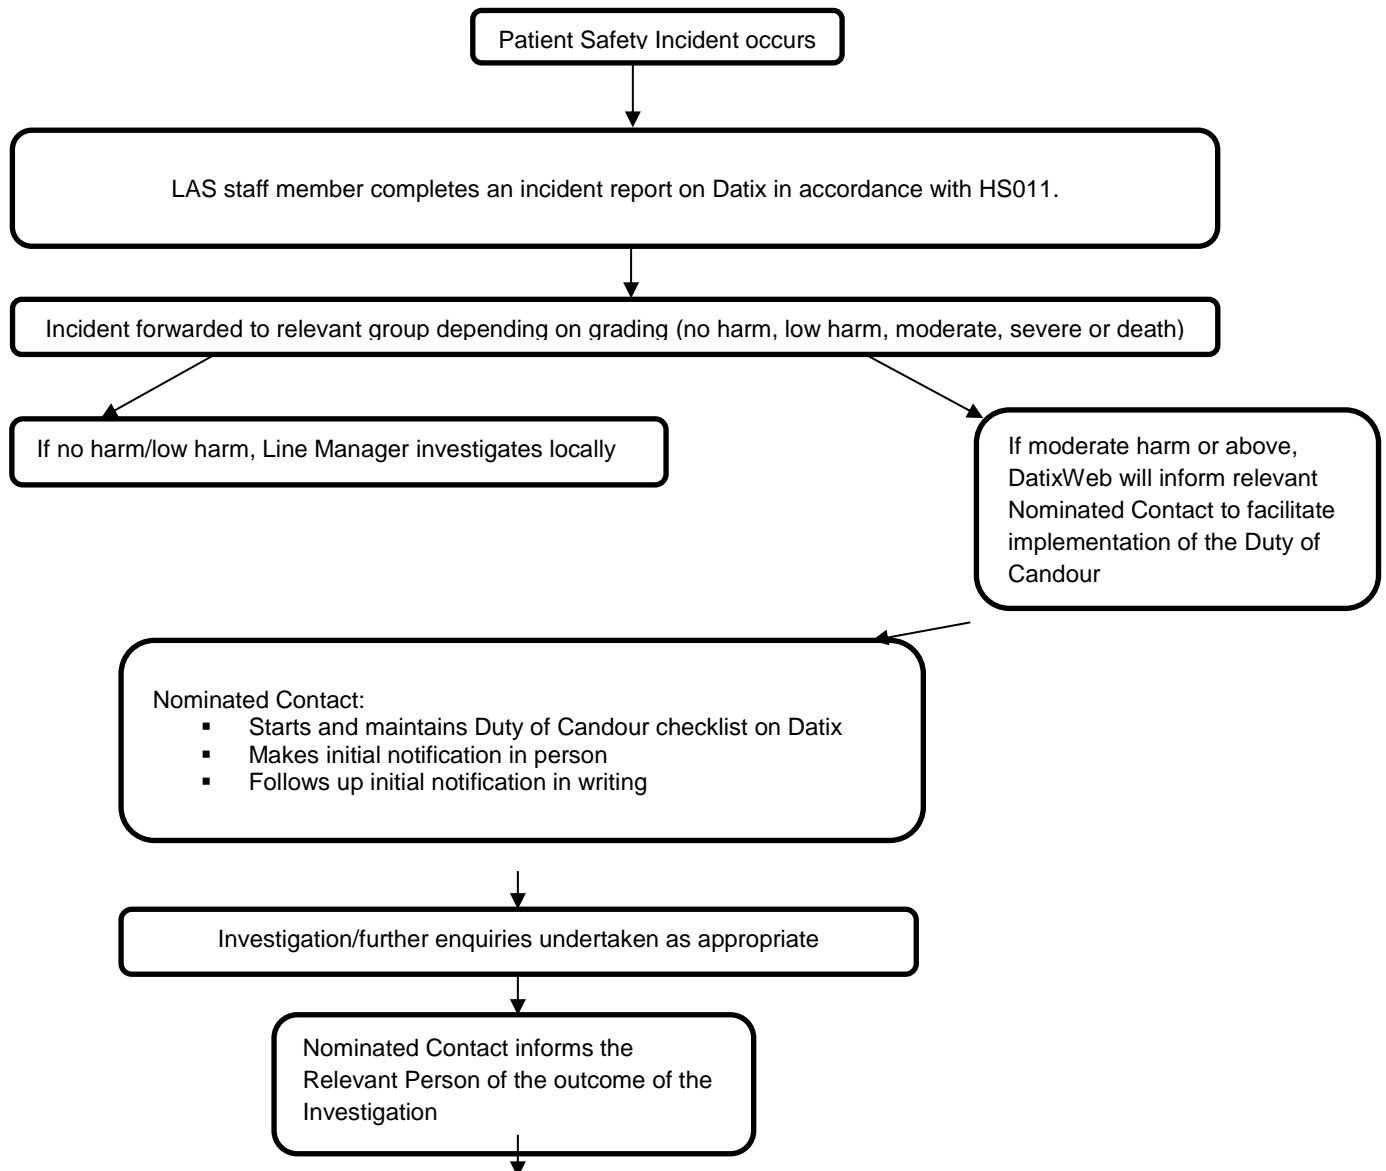 Patient Safety Incident occurs
LAS staff member completes an incident report on Datix in accordance with HS011.
Incident forwarded to relevant group depending on grading (no harm, low harm, moderate, severe or death)
If no harm/low harm, Line Manager investigates locally
If moderate harm or above,
DatixWeb will inform relevant
Nominated Contact to facilitate
implementation of the Duty of
Candour
Nominated Contact:
▪ Starts and maintains Duty of Candour checklist on Datix
▪ Makes initial notification in person
▪ Follows up initial notification in writing
Investigation/further enquiries undertaken as appropriate
Nominated Contact informs the
Relevant Person of the outcome of the
Investigation